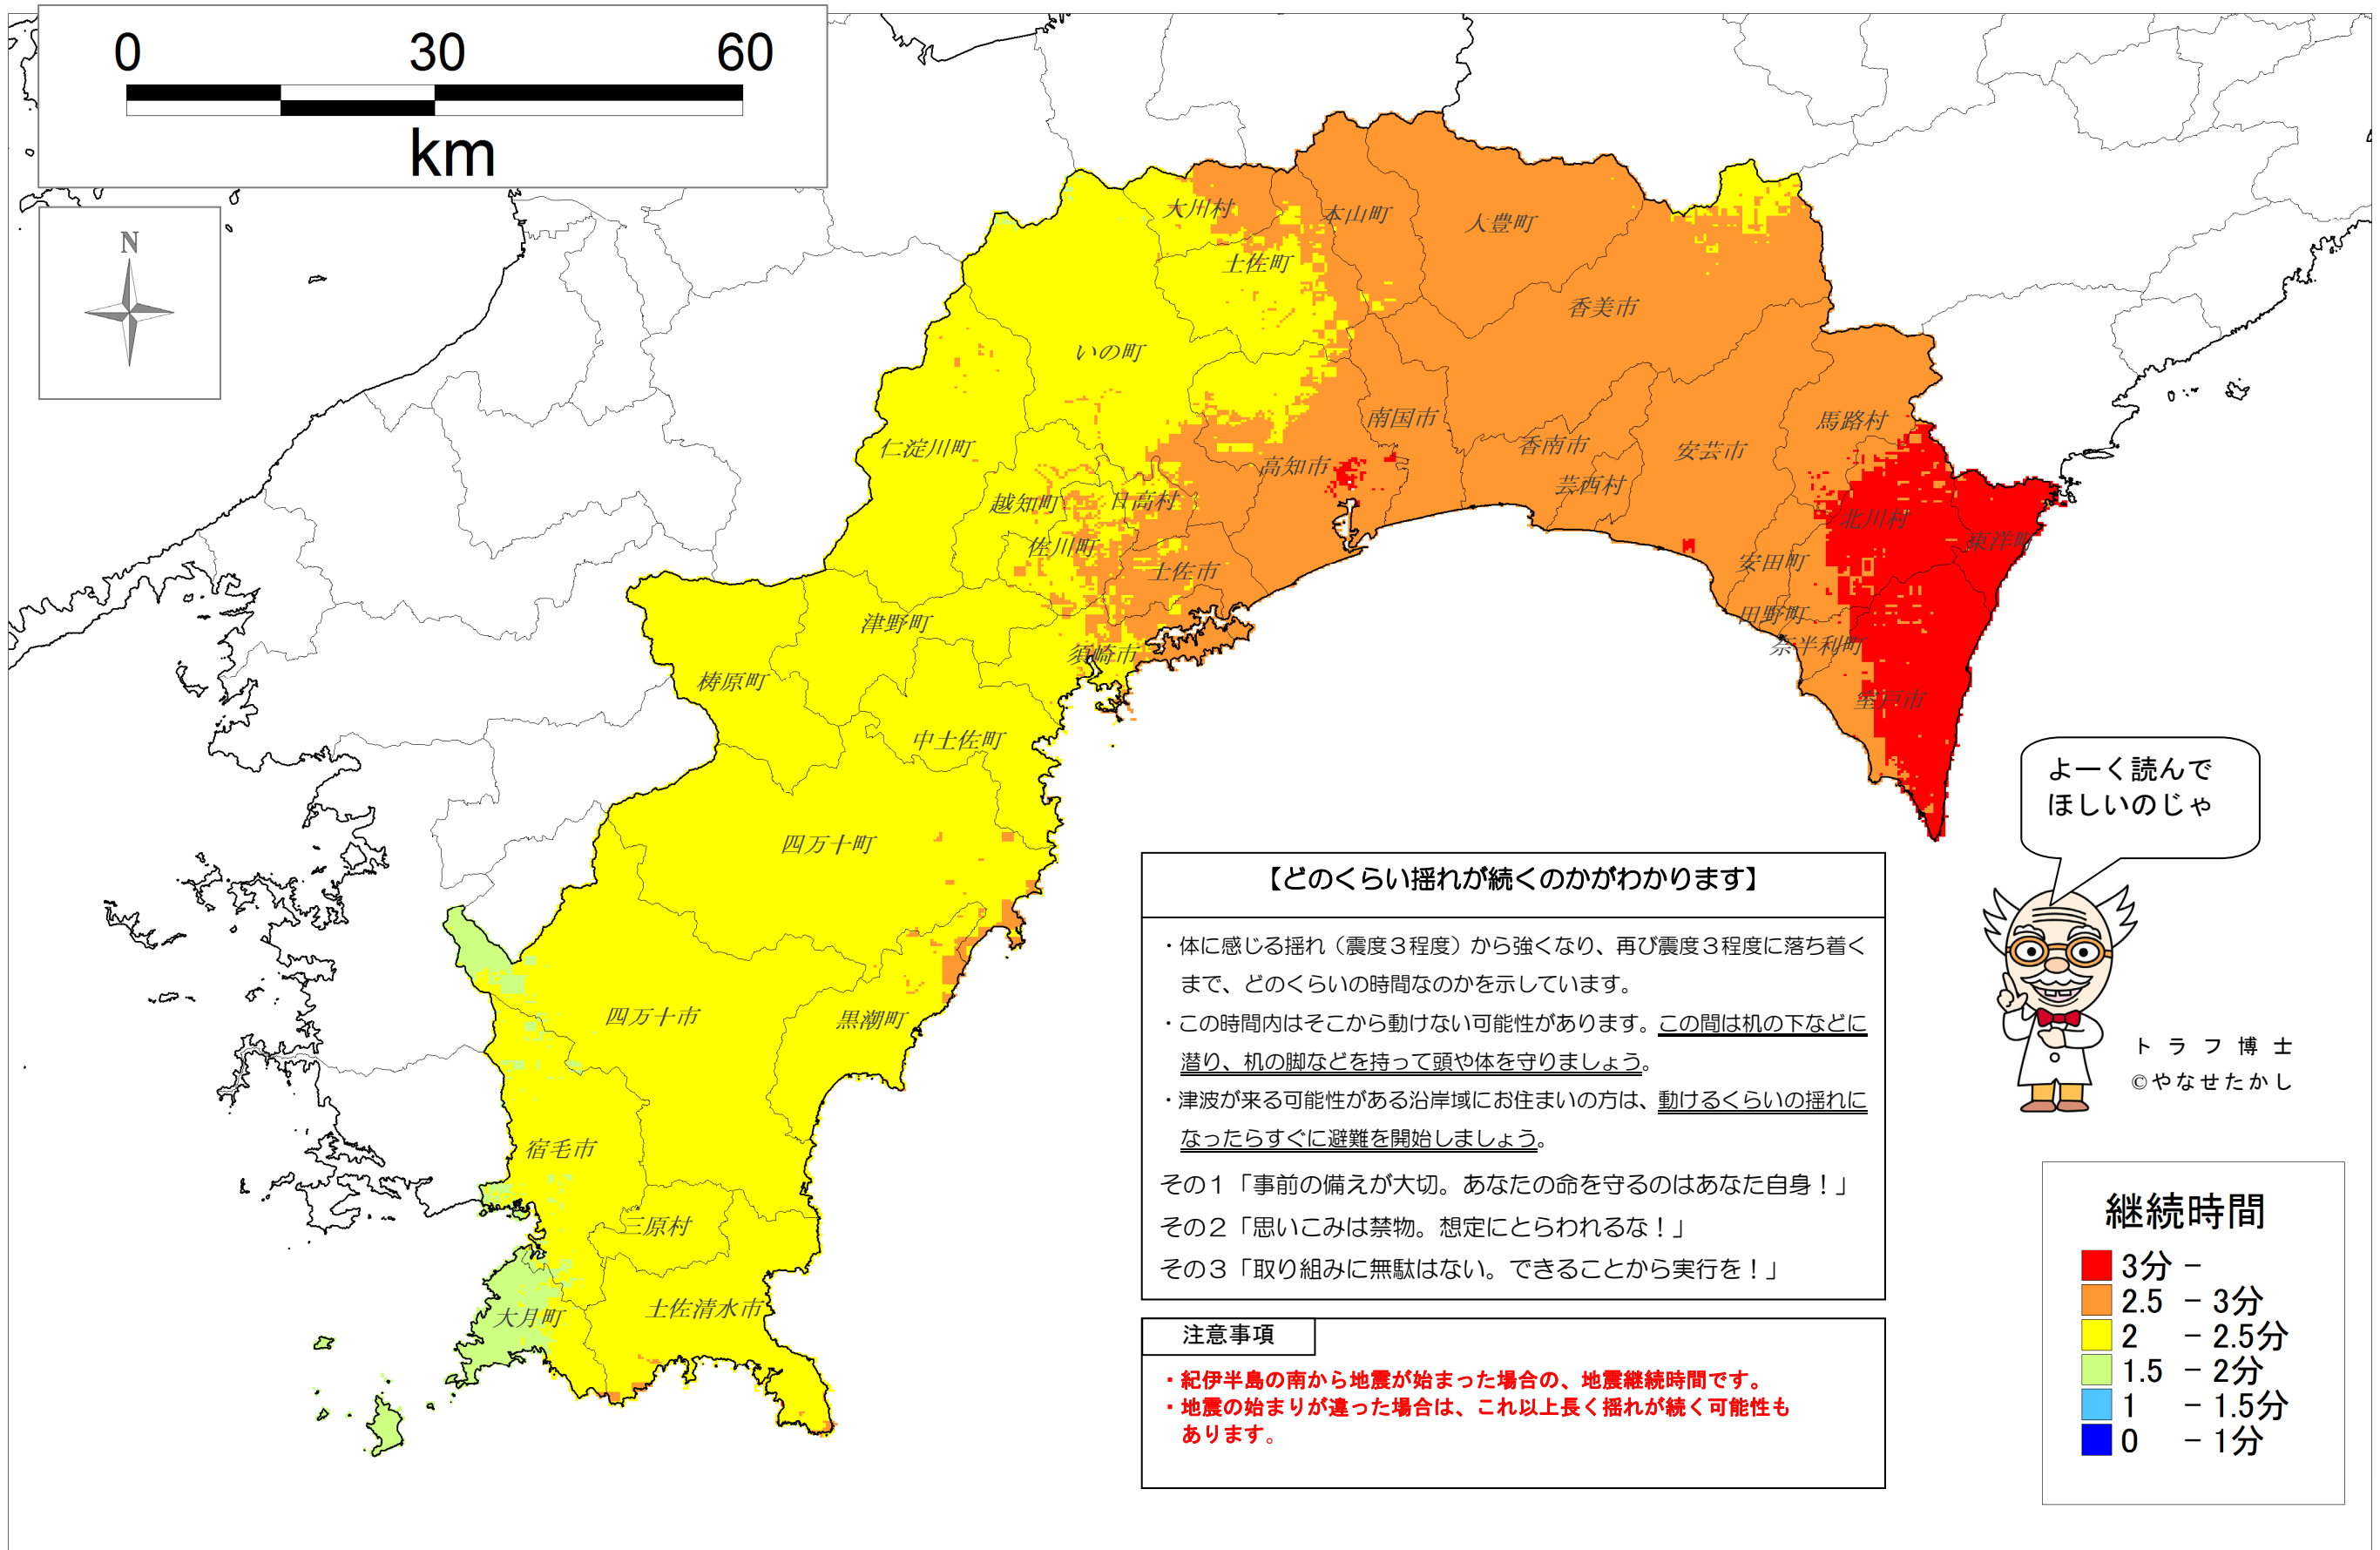 0 30 60
km
N
大川村
本山町
大豊町
土佐町
香美市
いの町
馬路村
南国市
仁淀川町
香南市
安芸市
高知市
芸西村
越知町
日高村
北川村
佐川町
東洋町
土佐市
安田町
津野町
田野町
須崎市
奈半利町
梼原町
室戸市
中土佐町
四万十町
四万十市
黒潮町
宿毛市
三原村
大月町
土佐清水市
よーく読んで
ほしいのじゃ
トラフ博士
©やなせたかし
【どのくらい揺れが続くのかがわかります】
・体に感じる揺れ（震度３程度）から強くなり、再び震度３程度に落ち着く
まで、どのくらいの時間なのかを示しています。
・この時間内はそこから動けない可能性があります。この間は机の下などに
潜り、机の脚などを持って頭や体を守りましょう。
・津波が来る可能性がある沿岸域にお住まいの方は、動けるくらいの揺れに
なったらすぐに避難を開始しましょう。
その１「事前の備えが大切。あなたの命を守るのはあなた自身！」
その２「思いこみは禁物。想定にとらわれるな！」
その３「取り組みに無駄はない。できることから実行を！」
注意事項
・紀伊半島の南から地震が始まった場合の、地震継続時間です。
・地震の始まりが違った場合は、これ以上長く揺れが続く可能性も
あります。
継続時間
3分 -
2.5 - 3分
2 - 2.5分
1.5 - 2分
1 - 1.5分
0 - 1分